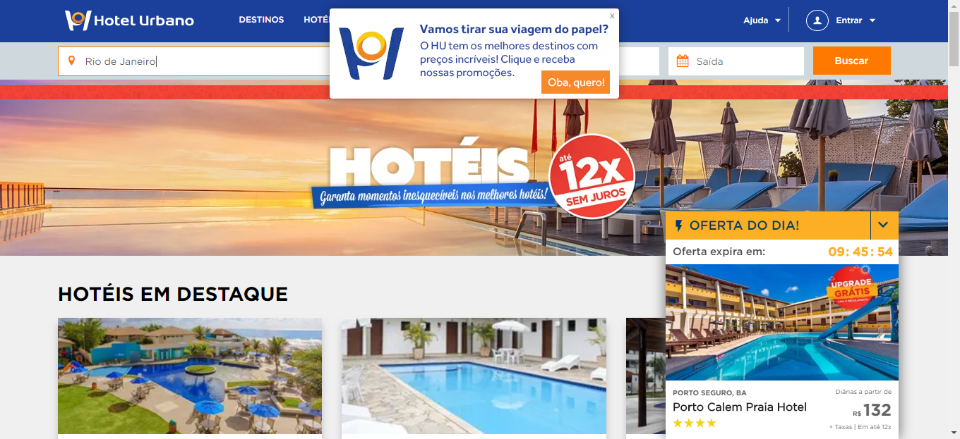 Hotel Urbano
DESTINOS
HOTÉ
Ajuda
Entrar
x
Vamos tirar sua viagem do papel?
O HU tem os melhores destinos com
preços incríveis! Clique e receba
nossas promoções.
Oba, quero!
Rio de Janeiro
Saída
Buscar
HOTÉIS
Garanta momentos inesquecíveis nos melhores hotéis!
até
12x
SEM JUROS
OFERTA DO DIA!
Oferta expira em:
09: 45: 54
UPGRADE
GRÁTIS
HOTÉIS EM DESTAQUE
PORTO SEGURO, BA
Porto Calem Praia Hotel
Diárias a partir de
R$ 132
+ Taxas | Em até 12x